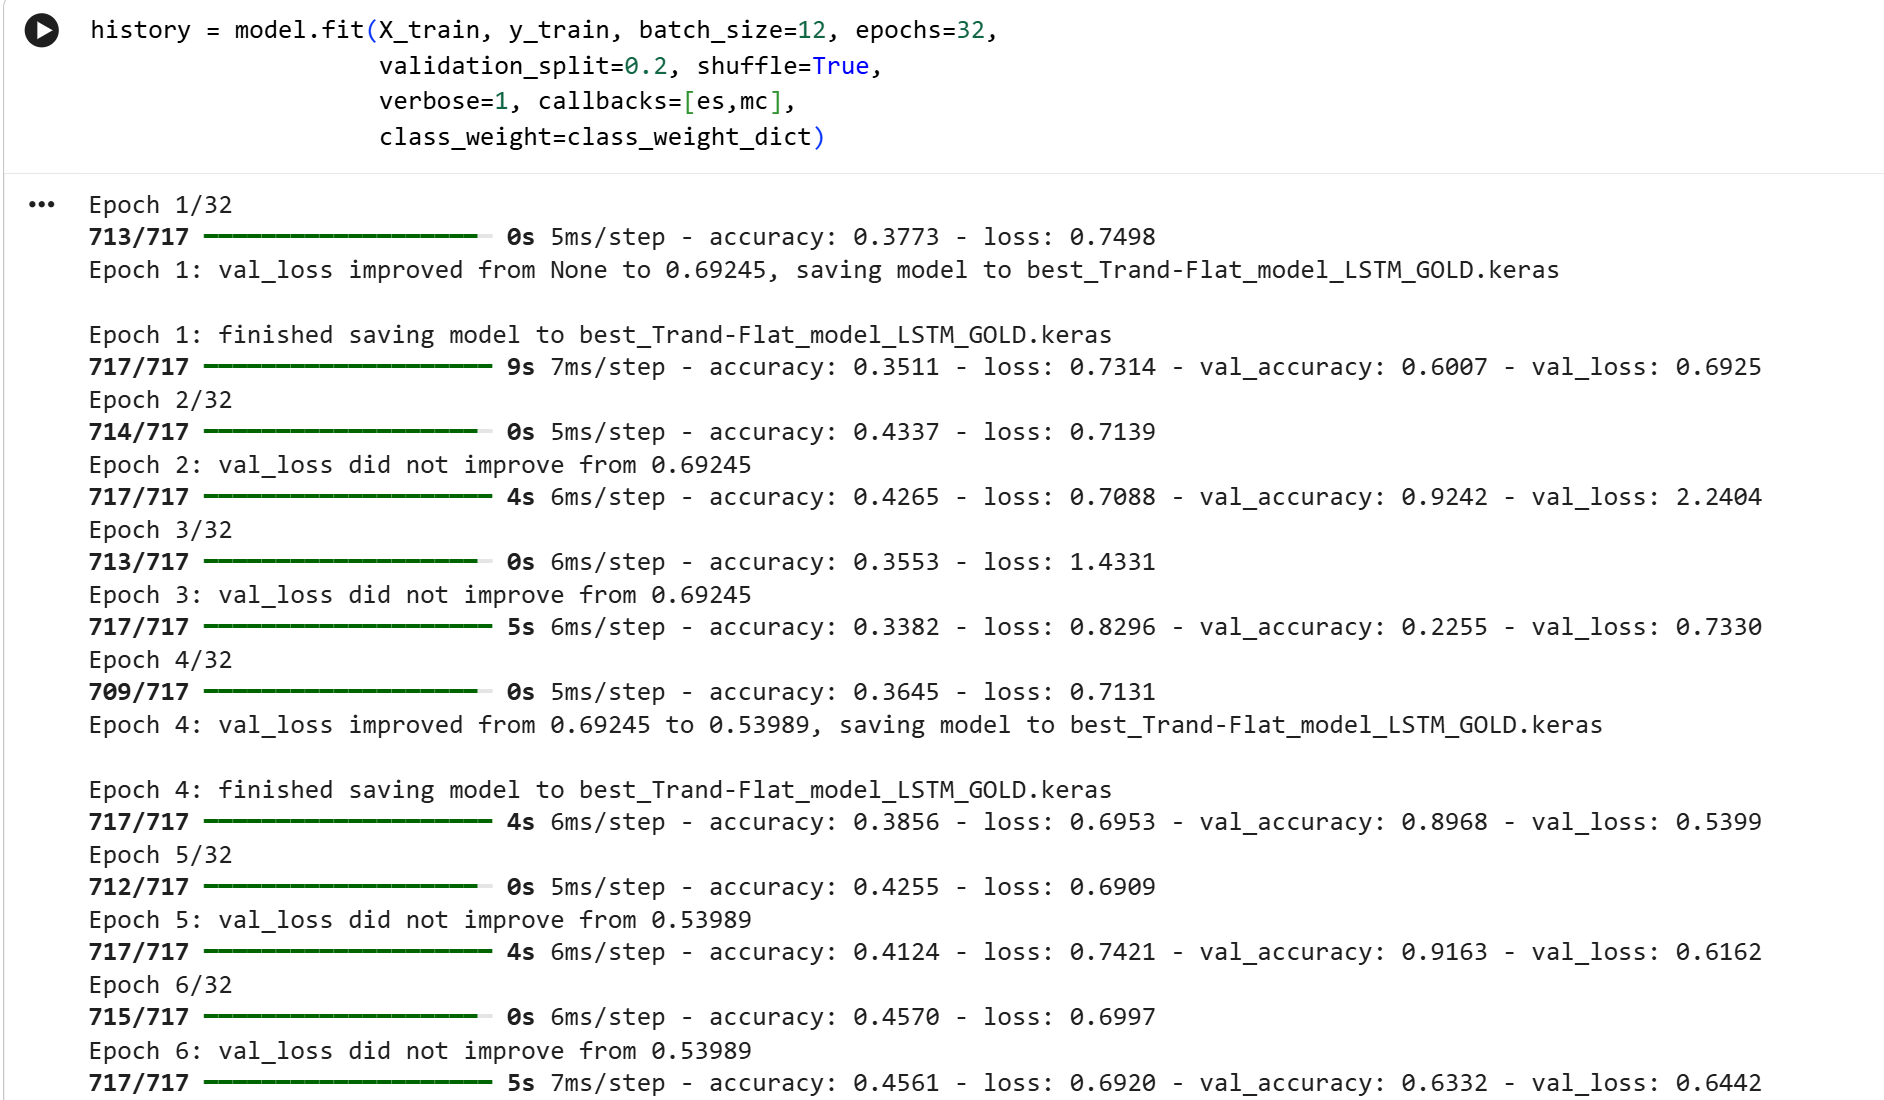 history = model.fit(X_train, y_train, batch_size=12, epochs=32,
validation_split=0.2, shuffle=True,
verbose=1, callbacks=[es,mc],
class_weight=class_weight_dict)
Epoch 1/32
713/717 0s 5ms/step - accuracy: 0.3773 - loss: 0.7498
Epoch 1: val_loss improved from None to 0.69245, saving model to best_Trand-Flat_model_LSTM_GOLD.keras
Epoch 1: finished saving model to best_Trand-Flat_model_LSTM_GOLD.keras
717/717 9s 7ms/step - accuracy: 0.3511 - loss: 0.7314 - val_accuracy: 0.6007 - val_loss: 0.6925
Epoch 2/32
714/717 0s 5ms/step - accuracy: 0.4337 - loss: 0.7139
Epoch 2: val_loss did not improve from 0.69245
717/717 4s 6ms/step - accuracy: 0.4265 - loss: 0.7088 - val_accuracy: 0.9242 - val_loss: 2.2404
Epoch 3/32
713/717 0s 6ms/step - accuracy: 0.3553 - loss: 1.4331
Epoch 3: val_loss did not improve from 0.69245
717/717 5s 6ms/step - accuracy: 0.3382 - loss: 0.8296 - val_accuracy: 0.2255 - val_loss: 0.7330
Epoch 4/32
709/717 0s 5ms/step - accuracy: 0.3645 - loss: 0.7131
Epoch 4: val_loss improved from 0.69245 to 0.53989, saving model to best_Trand-Flat_model_LSTM_GOLD.keras
Epoch 4: finished saving model to best_Trand-Flat_model_LSTM_GOLD.keras
717/717 4s 6ms/step - accuracy: 0.3856 - loss: 0.6953 - val_accuracy: 0.8968 - val_loss: 0.5399
Epoch 5/32
712/717 0s 5ms/step - accuracy: 0.4255 - loss: 0.6909
Epoch 5: val_loss did not improve from 0.53989
717/717 4s 6ms/step - accuracy: 0.4124 - loss: 0.7421 - val_accuracy: 0.9163 - val_loss: 0.6162
Epoch 6/32
715/717 0s 6ms/step - accuracy: 0.4570 - loss: 0.6997
Epoch 6: val_loss did not improve from 0.53989
717/717 5s 7ms/step - accuracy: 0.4561 - loss: 0.6920 - val_accuracy: 0.6332 - val_loss: 0.6442